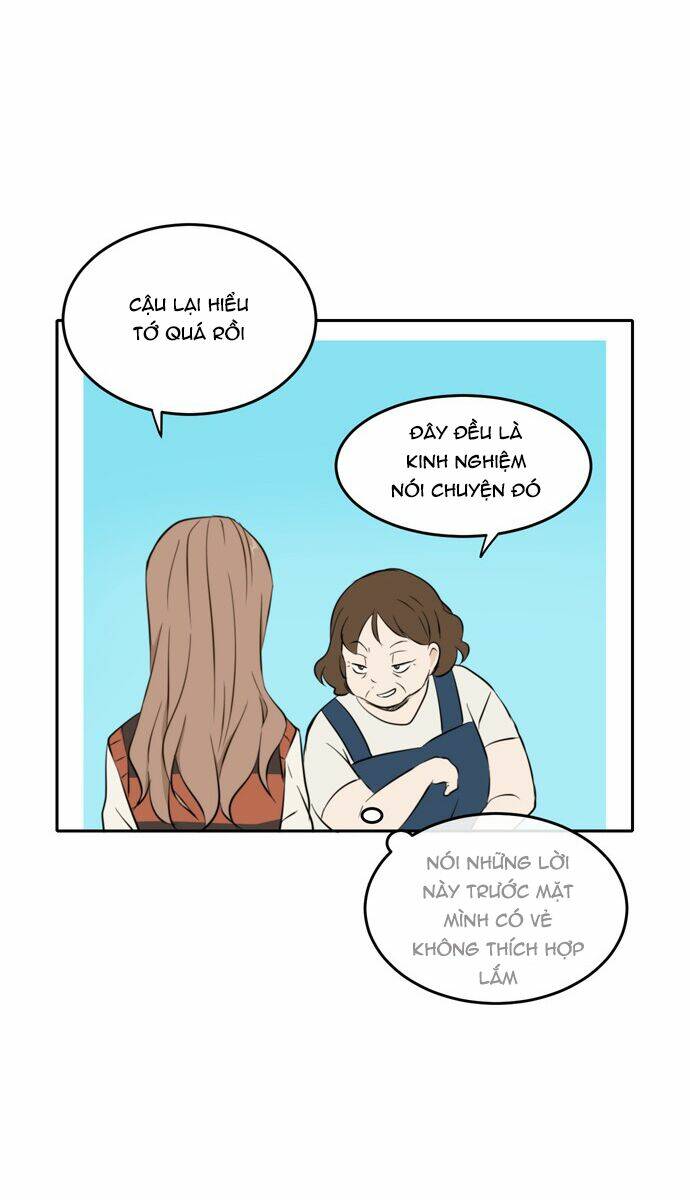 CẬU LẠI HIỂU
TỚ QUÁ RỒI
ĐÂY ĐỀU LÀ
KINH NGHIỆM
NÓI CHUYỆN ĐÓ
NÓI NHỮNG LỜI
NÀY TRƯỚC MẶT
MÌNH CÓ VẺ
KHÔNG THÍCH HỢP
LẮM